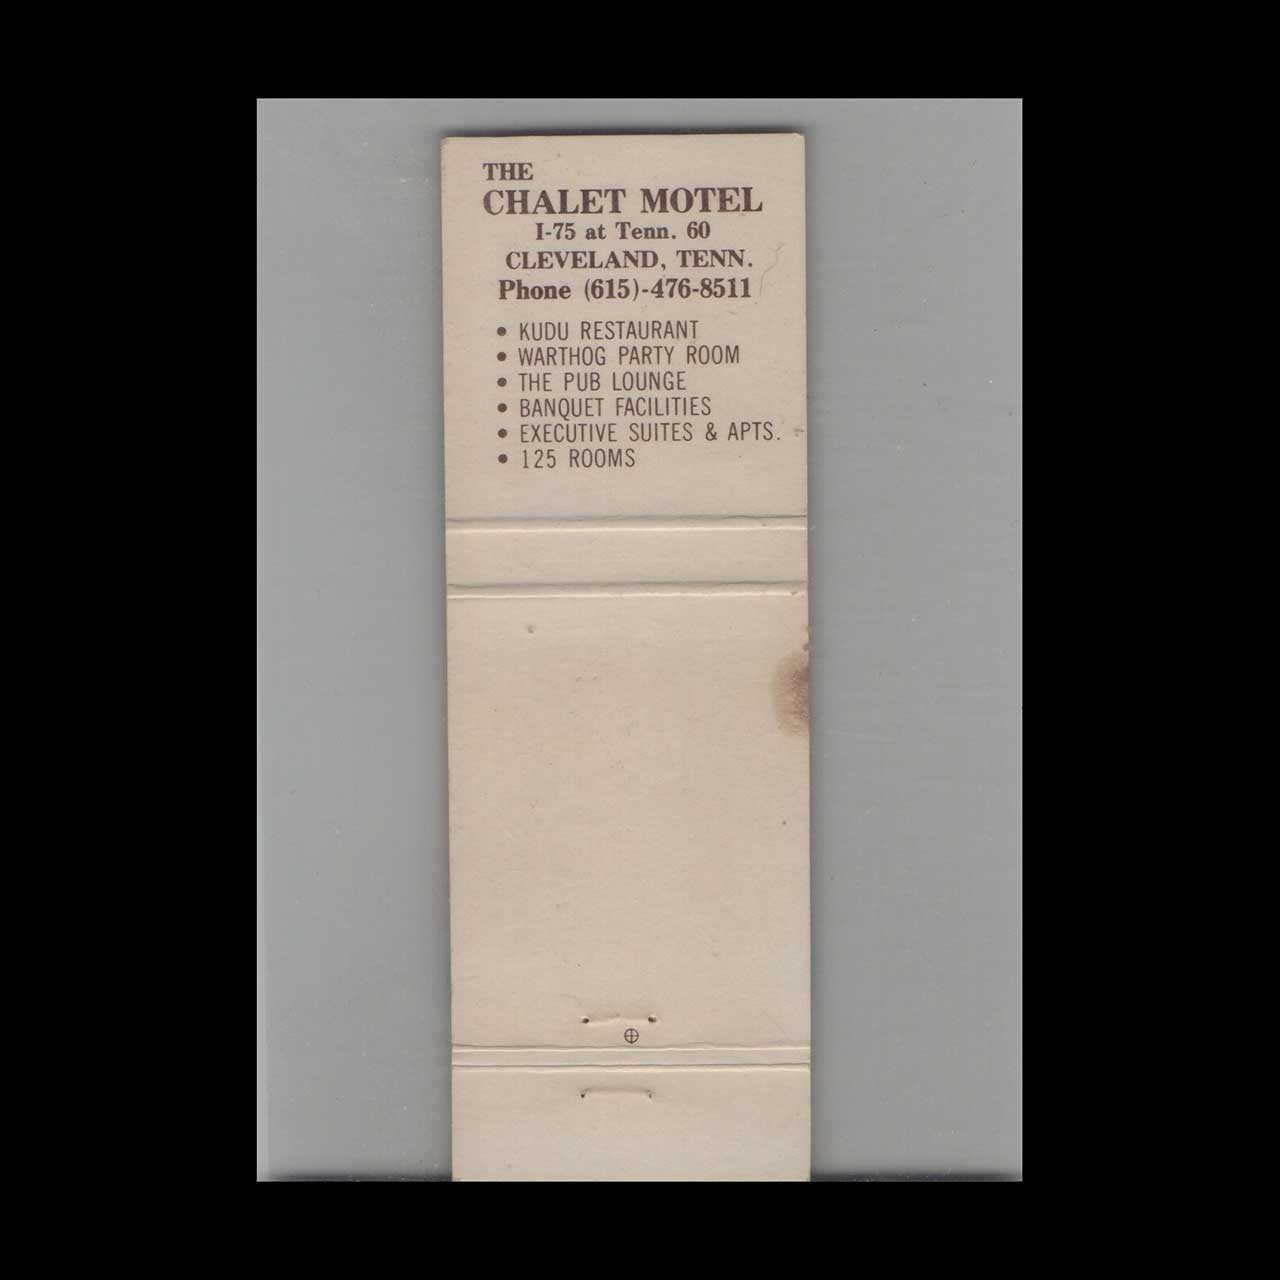 THE
CHALET MOTEL
I-75 at Tenn. 60
CLEVELAND, TENN.
Phone (615)-476-8511
• KUDU RESTAURANT
• WARTHOG PARTY ROOM
• THE PUB LOUNGE
• BANQUET FACILITIES
• EXECUTIVE SUITES & APTS.
• 125 ROOMS